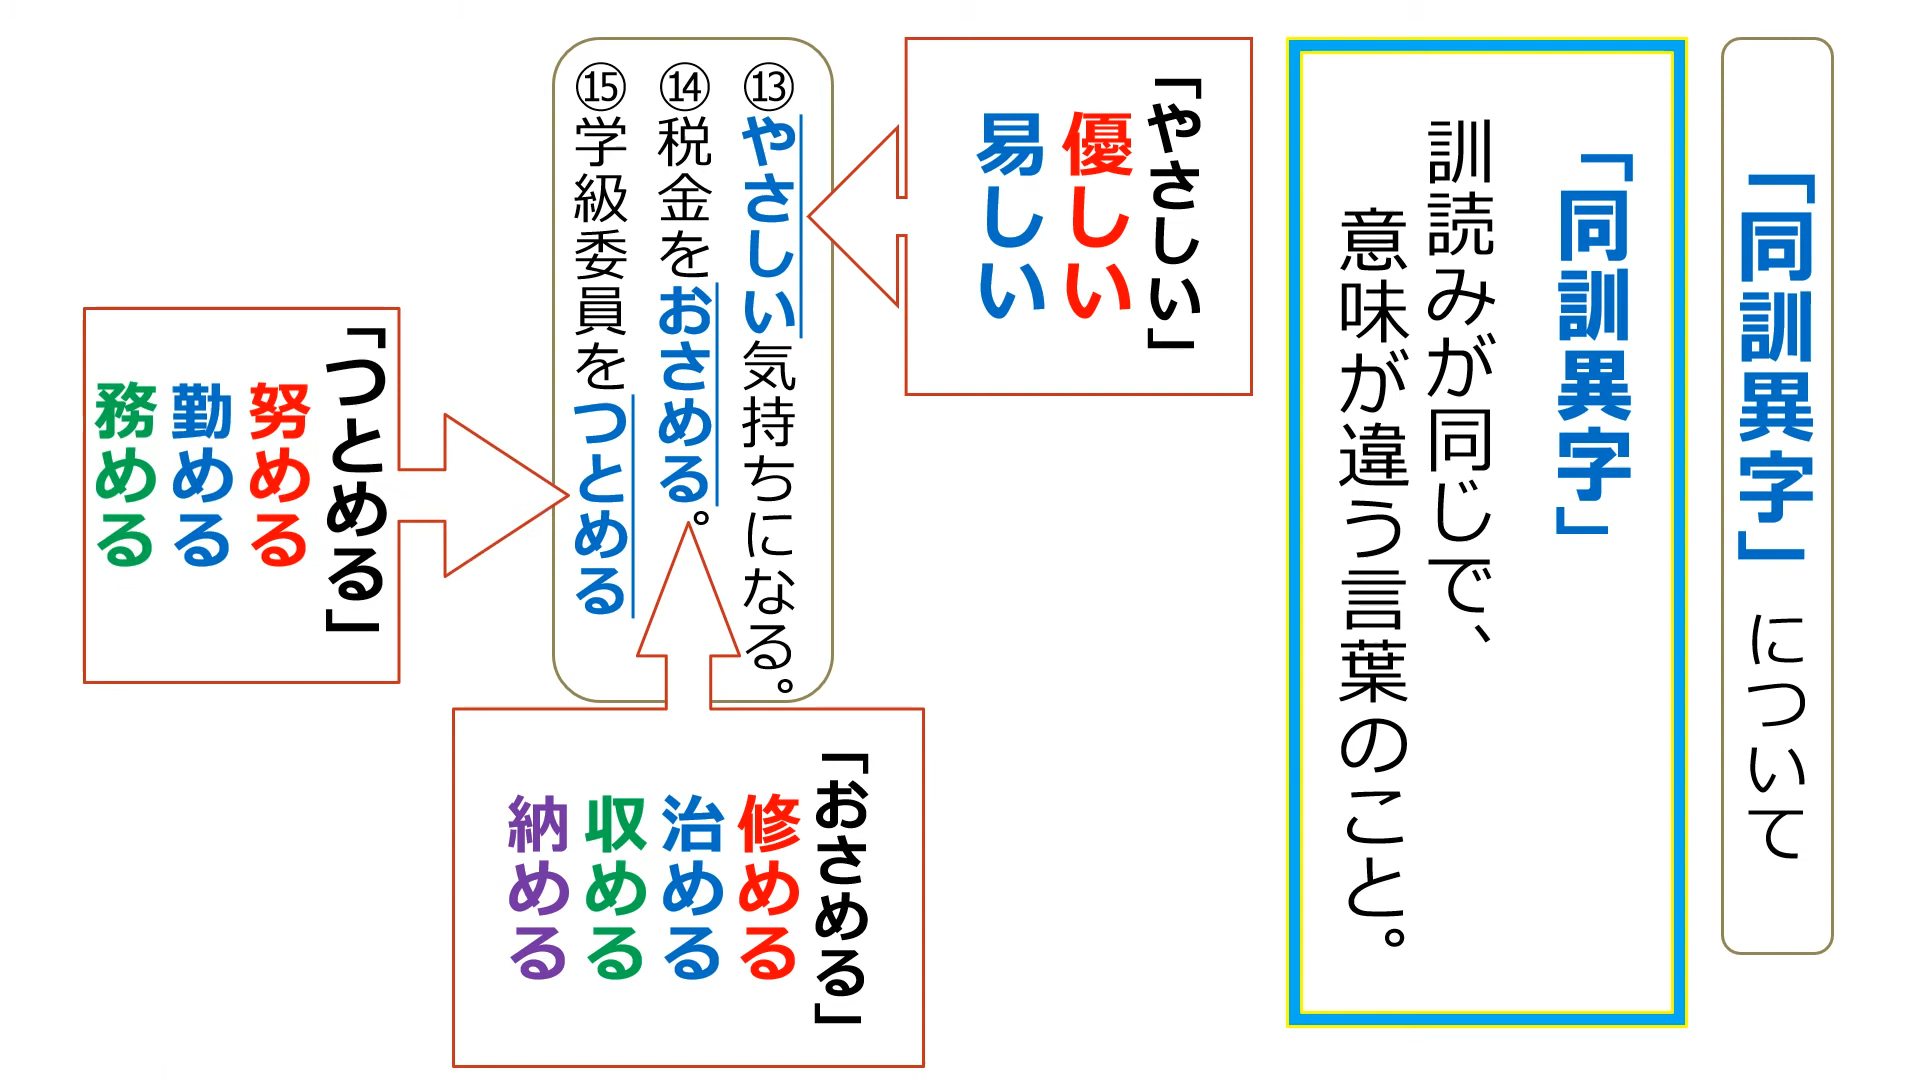 「同訓異字」について
「同訓異字」
訓読みが同じで、
意味が違う言葉のこと。
「やさしい」
優しい
易しい
⑬やさしい気持ちになる。
⑭税金をおさめる。
⑮学級委員をつとめる
「おさめる」
修める
治める
収める
納める
「つとめる」
努める
勤める
務める